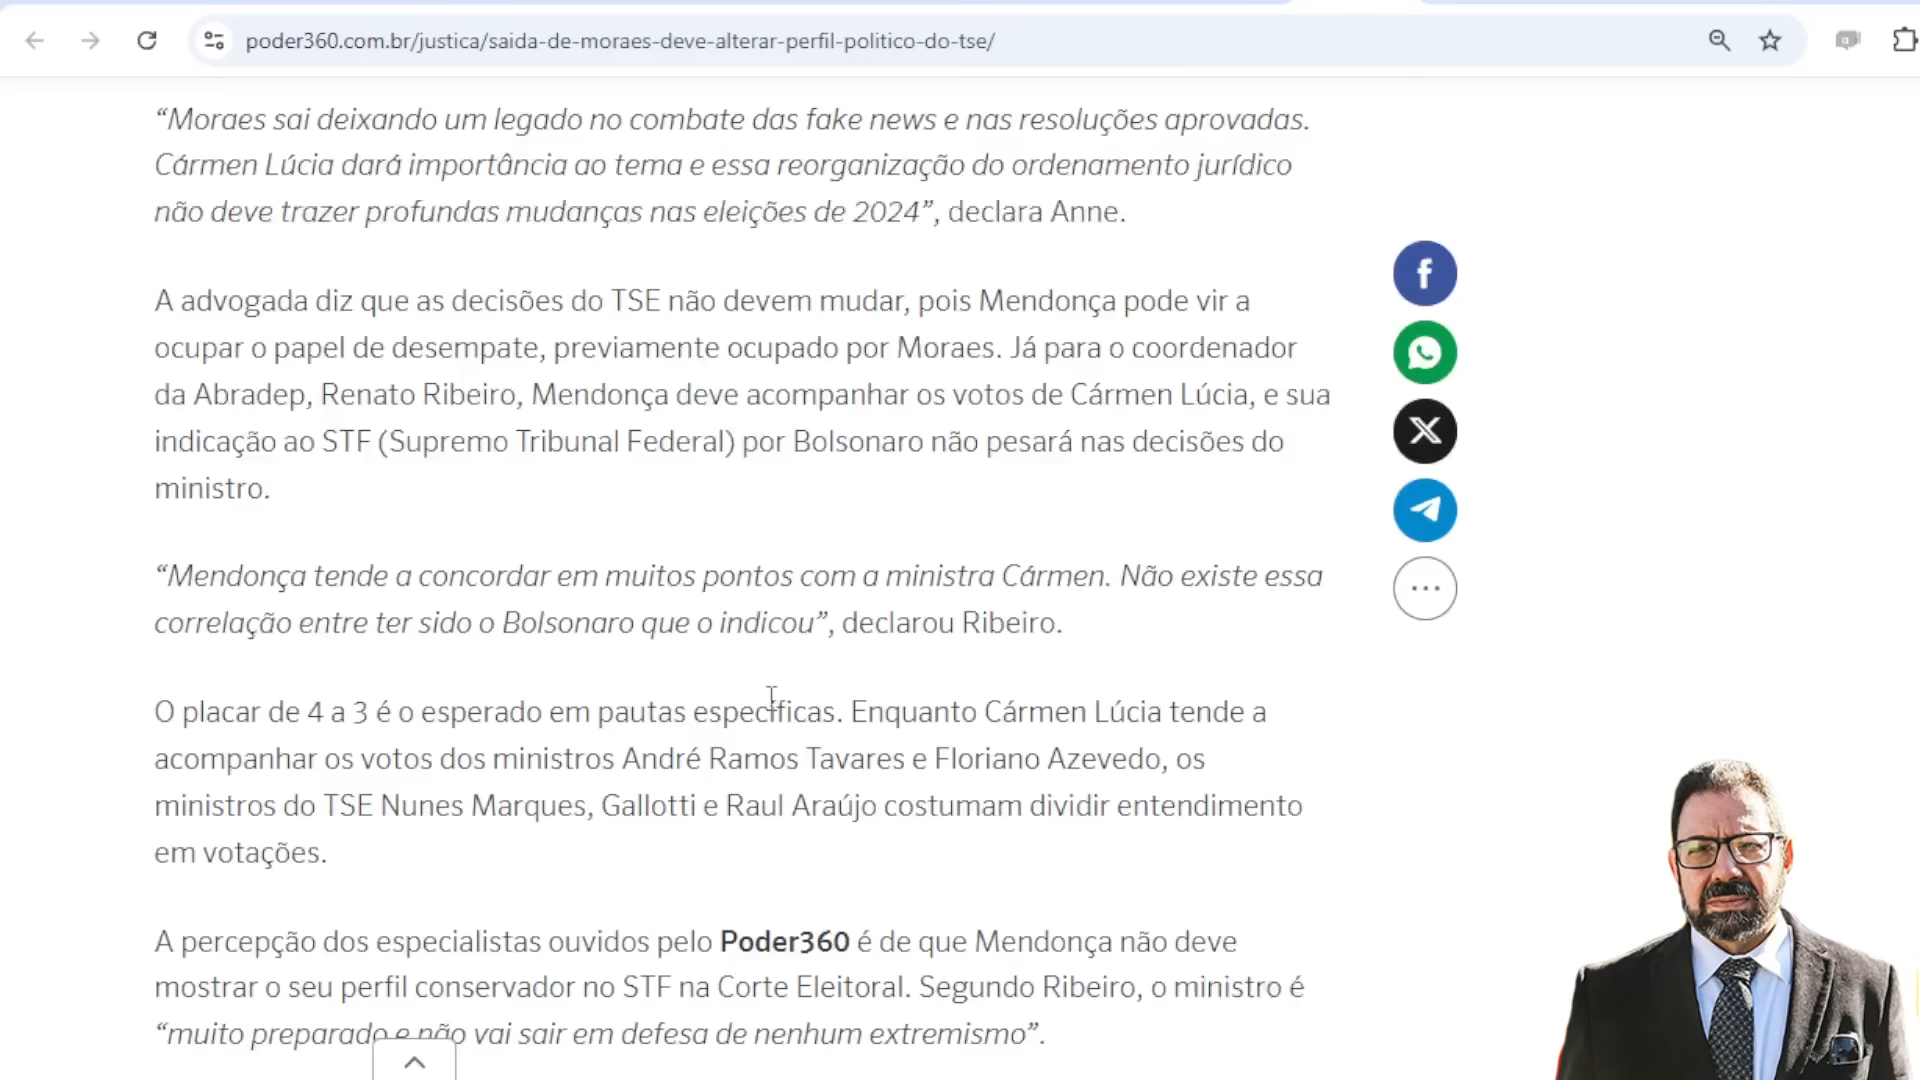 poder360.com.br/justica/saida-de-moraes-deve-alterar-perfil-politico-do-tse/
“Moraes sai deixando um legado no combate das fake news e nas resoluções aprovadas.
Cármen Lúcia dará importância ao tema e essa reorganização do ordenamento jurídico
não deve trazer profundas mudanças nas eleições de 2024”, declara Anne.
A advogada diz que as decisões do TSE não devem mudar, pois Mendonça pode vir a
ocupar o papel de desempate, previamente ocupado por Moraes. Já para o coordenador
da Abradep, Renato Ribeiro, Mendonça deve acompanhar os votos de Cármen Lúcia, e sua
indicação ao STF (Supremo Tribunal Federal) por Bolsonaro não pesará nas decisões do
ministro.
“Mendonça tende a concordar em muitos pontos com a ministra Cármen. Não existe essa
correlação entre ter sido o Bolsonaro que o indicou”, declarou Ribeiro.
O placar de 4 a 3 é o esperado em pautas específicas. Enquanto Cármen Lúcia tende a
acompanhar os votos dos ministros André Ramos Tavares e Floriano Azevedo, os
ministros do TSE Nunes Marques, Gallotti e Raul Araújo costumam dividir entendimento
em votações.
A percepção dos especialistas ouvidos pelo Poder360 é de que Mendonça não deve
mostrar o seu perfil conservador no STF na Corte Eleitoral. Segundo Ribeiro, o ministro é
“muito preparado e não vai sair em defesa de nenhum extremismo”.